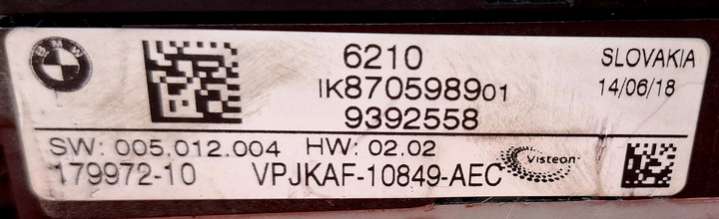 BMW
6210
SLOVAKIA
IK870598901
14/06/18
9392558
SW: 005.012.004 HW: 02.02
Visteon
179972-10 VPJKAF-10849-AEC